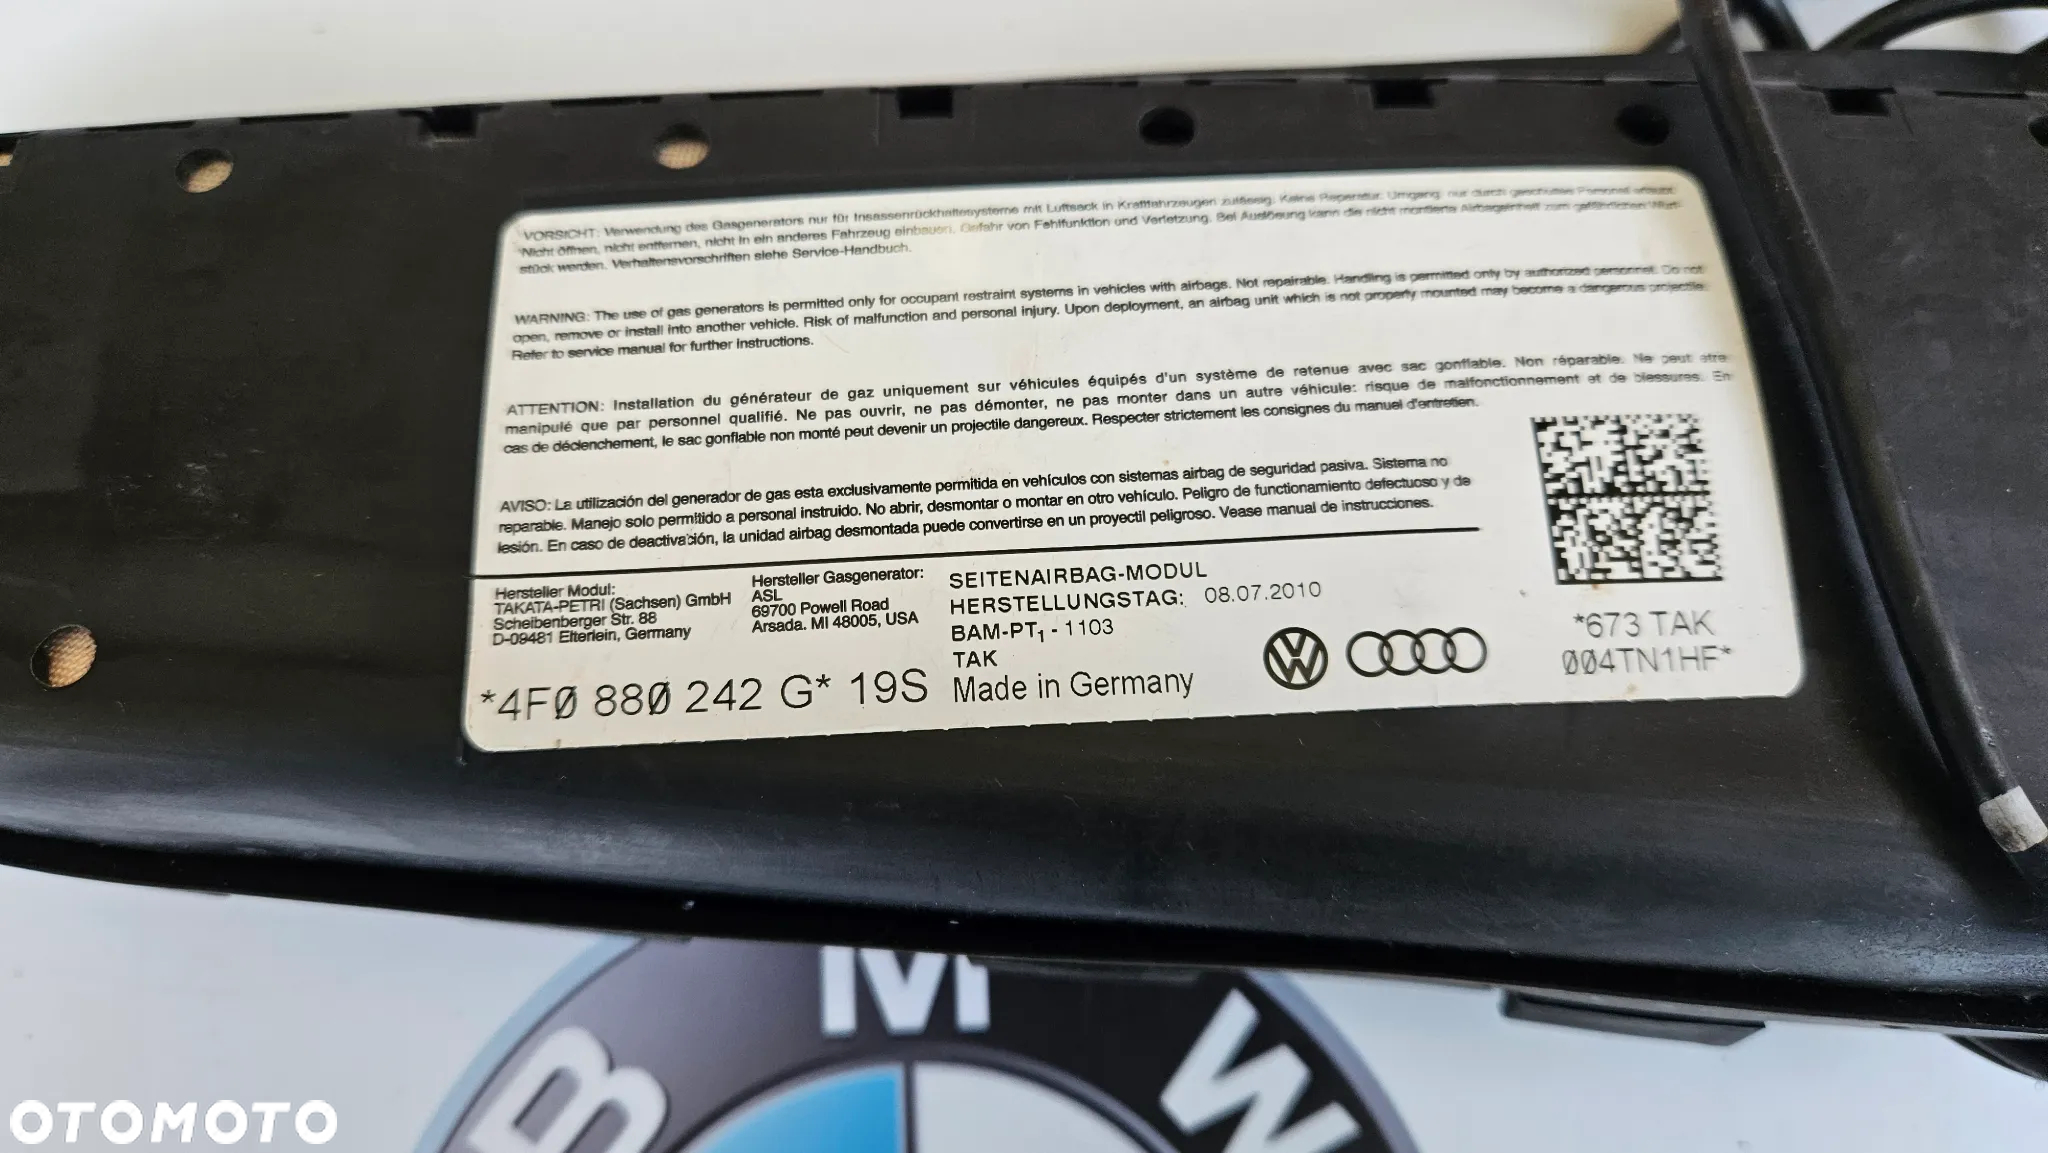 VORSICHT: Verwendung des Gasgenerators nur für Insassenrückhaltesysteme mit Luftsack in Kraftfahrzeugen zulässig. Keine Reperatur. Umgang nur durch geschultes Personal erlaubt.
Nicht öffnen, nicht entfernen, nicht in ein anderes Fahrzeug einbauen. Gefahr von Fehlfunktion und Verletzung. Bei Auslösung kann die nicht montierte Airbageinheit zum gefährlichen Wurf-
stück werden. Verhaltensvorschriften siehe Service-Handbuch.
WARNING: The use of gas generators is permitted only for occupant restraint systems in vehicles with airbags. Not repairable. Handling is permitted only by authorized personnel. Do not
open, remove or install into another vehicle. Risk of malfunction and personal injury. Upon deployment, an airbag unit which is not properly mounted may become a dangerous projectile.
Refer to service manual for further instructions.
ATTENTION: Installation du générateur de gaz uniquement sur véhicules équipés d'un système de retenue avec sac gonflable. Non réparable. Ne peut etre
manipulé que par personnel qualifié. Ne pas ouvrir, ne pas démonter, ne pas monter dans un autre véhicule: risque de malfonctionnement et de blessures. En
cas de déclenchement, le sac gonflable non monté peut devenir un projectile dangereux. Respecter strictement les consignes du manuel d'entretien.
AVISO: La utilización del generador de gas esta exclusivamente permitida en vehículos con sistemas airbag de seguridad pasiva. Sistema no
reparable. Manejo solo permitido a personal instruido. No abrir, desmontar o montar en otro vehículo. Peligro de funcionamiento defectuoso y de
lesión. En caso de deactivación, la unidad airbag desmontada puede convertirse en un proyectil peligroso. Vease manual de instrucciones.
Hersteller Modul:
TAKATA-PETRI (Sachsen) GmbH
Scheibenberger Str. 88
D-09481 Elterlein, Germany
Hersteller Gasgenerator:
ASL
69700 Powell Road
Arsada. MI 48005, USA
SEITENAIRBAG-MODUL
HERSTELLUNGSTAG: 08.07.2010
BAM-PT₁ - 1103
TAK
Made in Germany
*4F0 880 242 G* 19S
*673 TAK
004TN1HF*
BMW
OTOMOTO